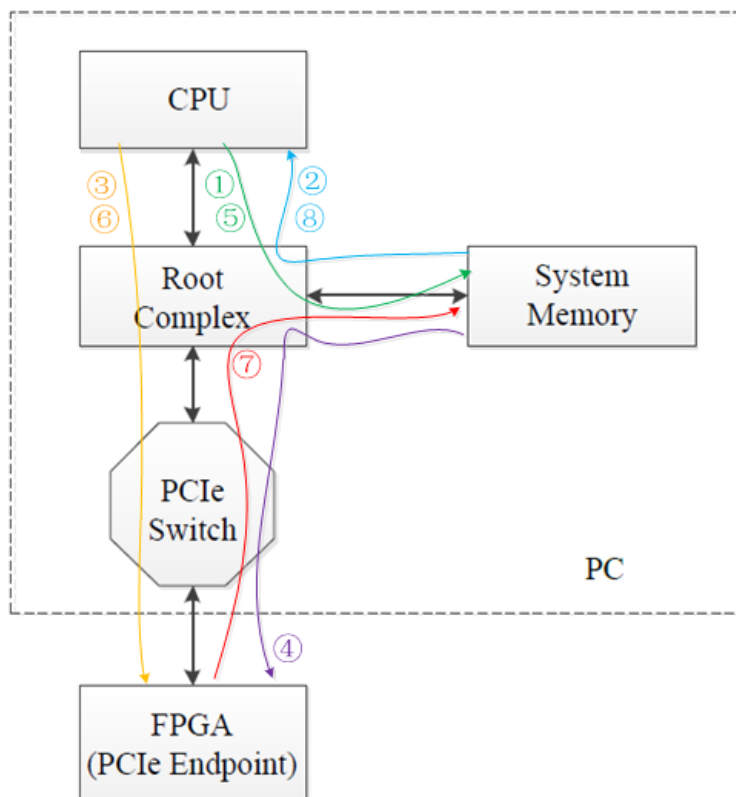 CPU
③
①
②
⑥
⑤
⑧
Root
Complex
System
Memory
⑦
PCIe
Switch
PC
④
FPGA
(PCIe Endpoint)